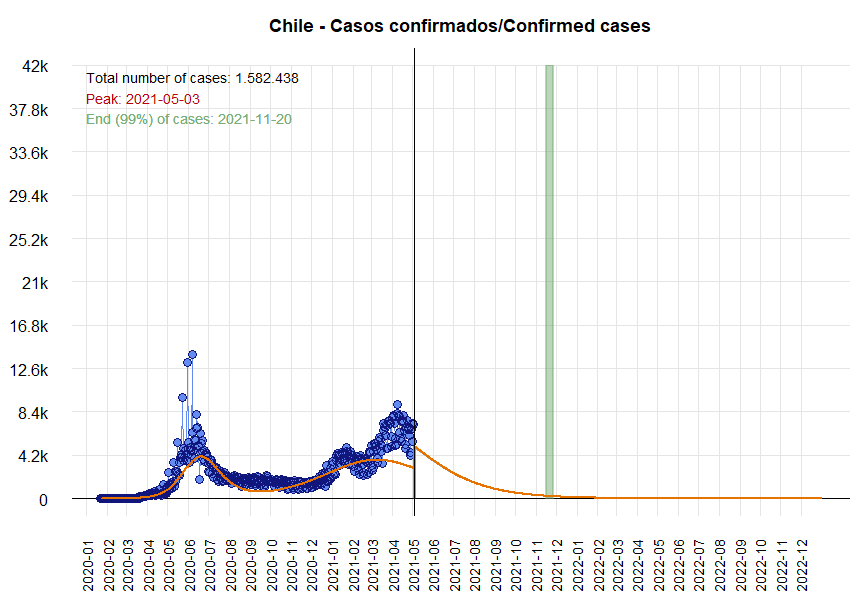 Chile - Casos confirmados/Confirmed cases
42k
37.8k
33.6k
29.4k
25.2k
21k
16.8k
12.6k
8.4k
4.2k
0
Total number of cases: 1.582.438
Peak: 2021-05-03
End (99%) of cases: 2021-11-20
2020-01
2020-02
2020-03
2020-04
2020-05
2020-06
2020-07
2020-08
2020-09
2020-10
2020-11
2020-12
2021-01
2021-02
2021-03
2021-04
2021-05
2021-06
2021-07
2021-08
2021-09
2021-10
2021-11
2021-12
2022-01
2022-02
2022-03
2022-04
2022-05
2022-06
2022-07
2022-08
2022-09
2022-10
2022-11
2022-12